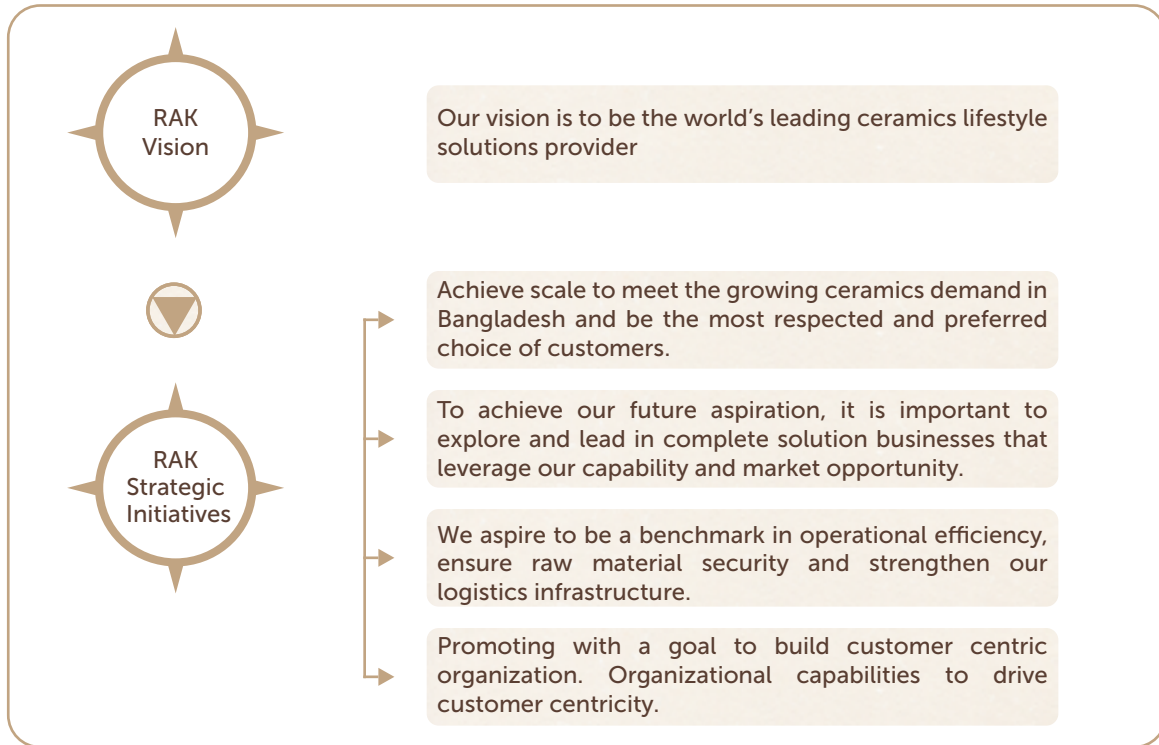 RAK
Vision
Our vision is to be the world's leading ceramics lifestyle
solutions provider
Achieve scale to meet the growing ceramics demand in
Bangladesh and be the most respected and preferred
choice of customers.
To achieve our future aspiration, it is important to
explore and lead in complete solution businesses that
leverage our capability and market opportunity.
RAK
Strategic
Initiatives
We aspire to be a benchmark in operational efficiency,
ensure raw material security and strengthen our
logistics infrastructure.
Promoting with a goal to build customer centric
organization. Organizational capabilities to drive
customer centricity.